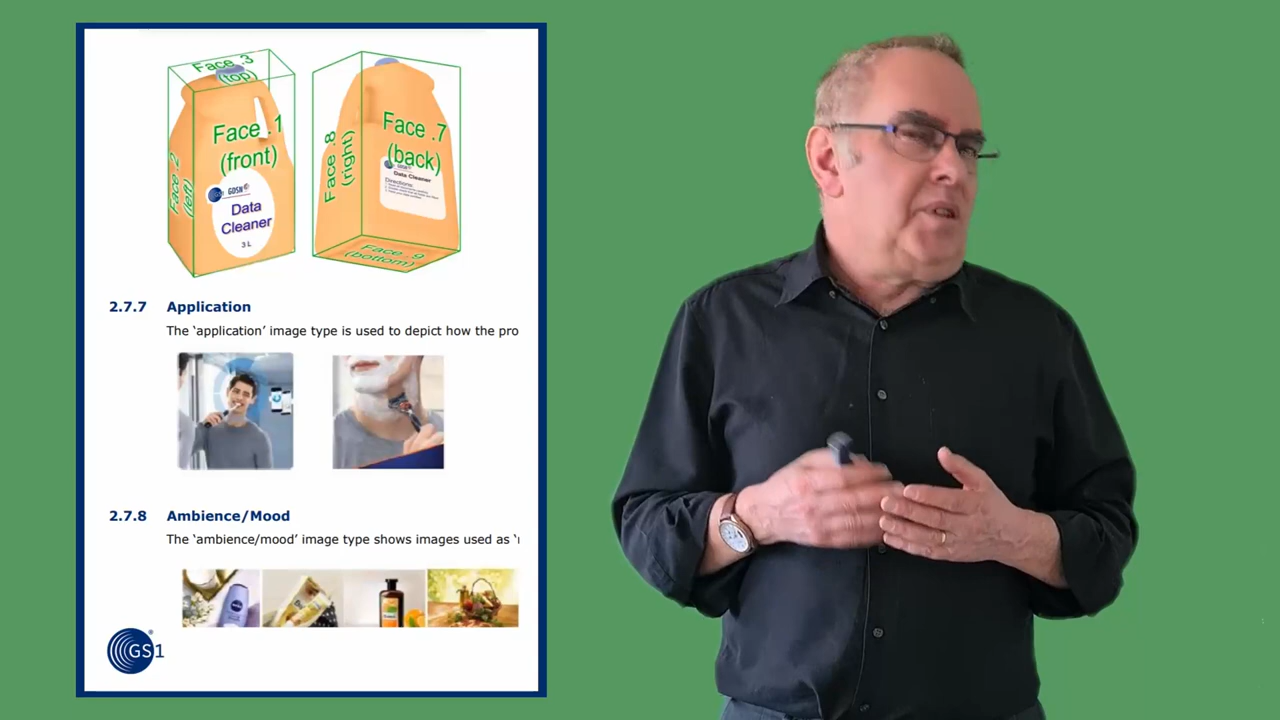 Face .3
(top)
Face .1
(front)
Face .2
(left)
GDSN
Data
Cleaner
3 L
Face .8
(right)
Face .7
(back)
Data Cleaner
Directions:
Face .9
(bottom)
2.7.7 Application
The ‘application’ image type is used to depict how the pro
2.7.8 Ambience/Mood
The ‘ambience/mood’ image type shows images used as ‘
NIVEA
GS1